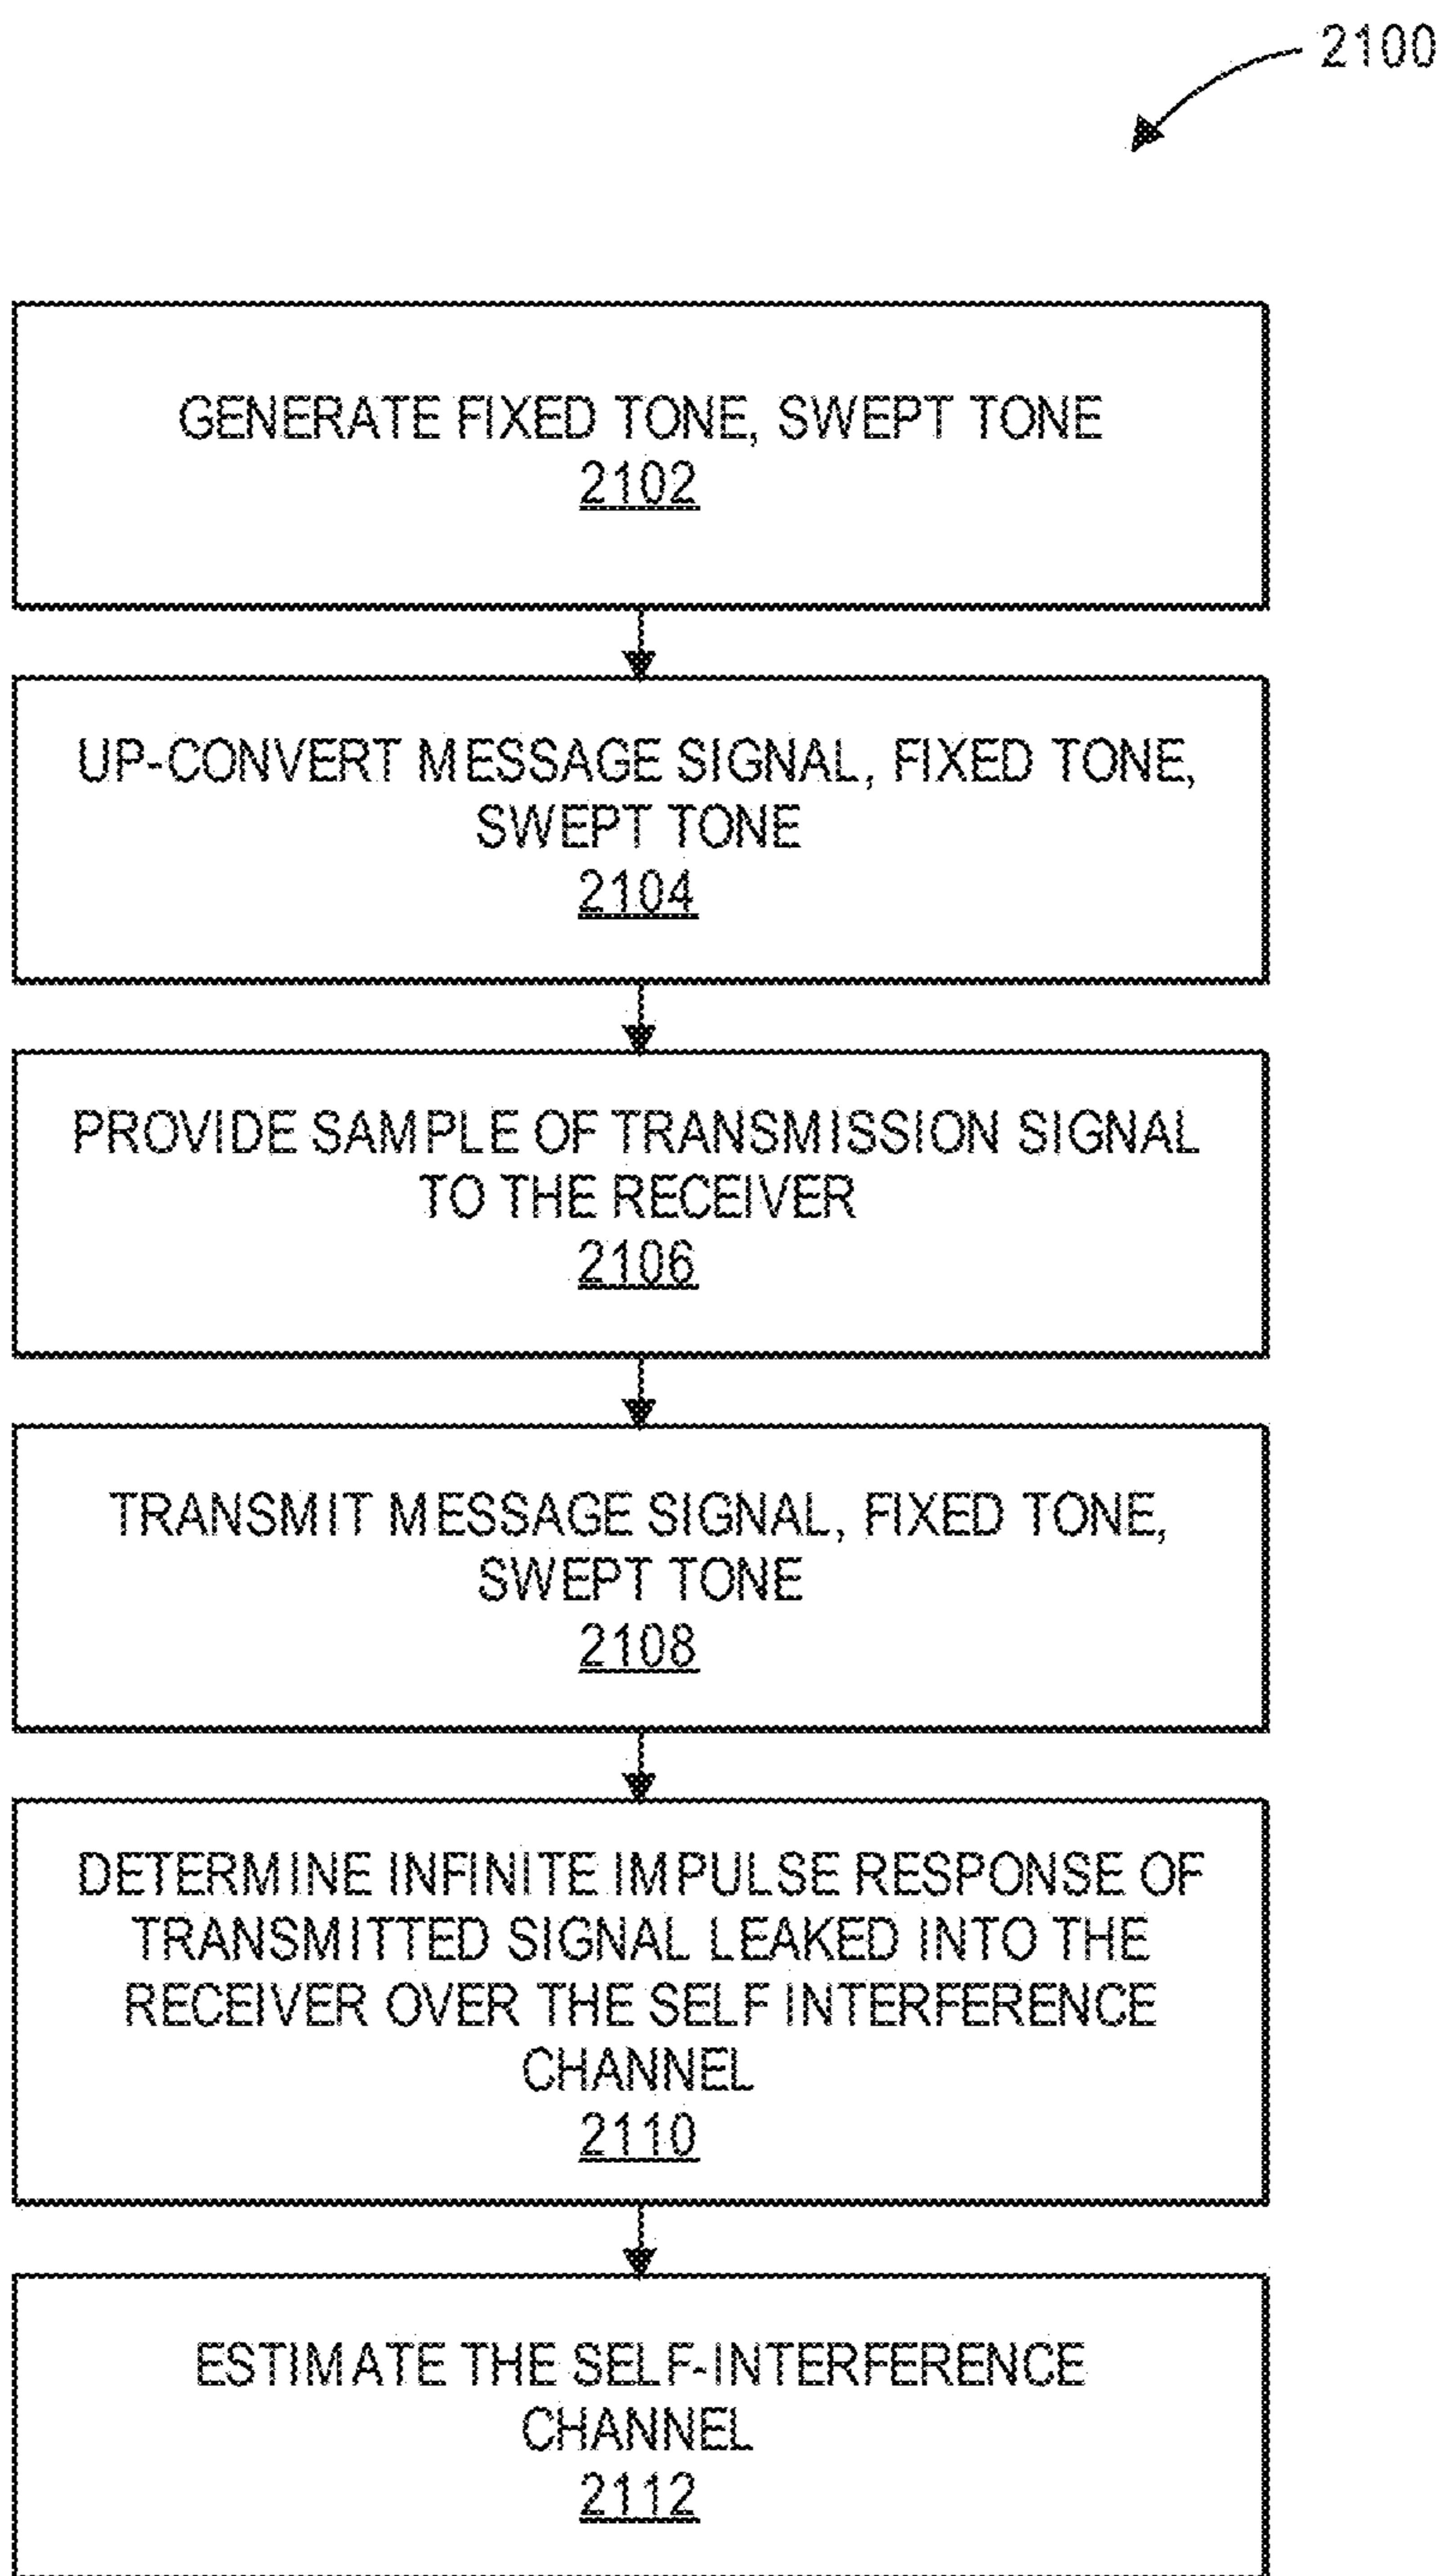 2100
GENERATE FIXED TONE, SWEPT TONE
2102
UP-CONVERT MESSAGE SIGNAL, FIXED TONE,
SWEPT TONE
2104
PROVIDE SAMPLE OF TRANSMISSION SIGNAL
TO THE RECEIVER
2106
TRANSMIT MESSAGE SIGNAL, FIXED TONE,
SWEPT TONE
2108
DETERMINE INFINITE IMPULSE RESPONSE OF
TRANSMITTED SIGNAL LEAKED INTO THE
RECEIVER OVER THE SELF INTERFERENCE
CHANNEL
2110
ESTIMATE THE SELF-INTERFERENCE
CHANNEL
2112